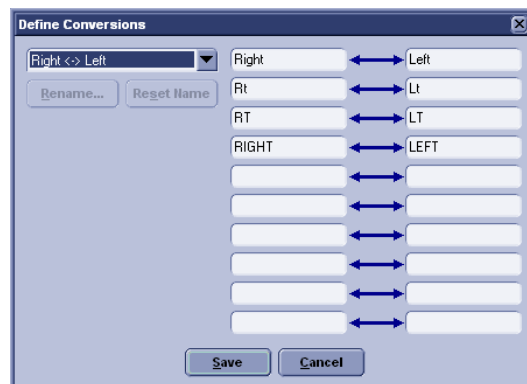 Define Conversions
Right <-> Left
Right Left
Rename... Reset Name
Rt Lt
RT LT
RIGHT LEFT
Save Cancel